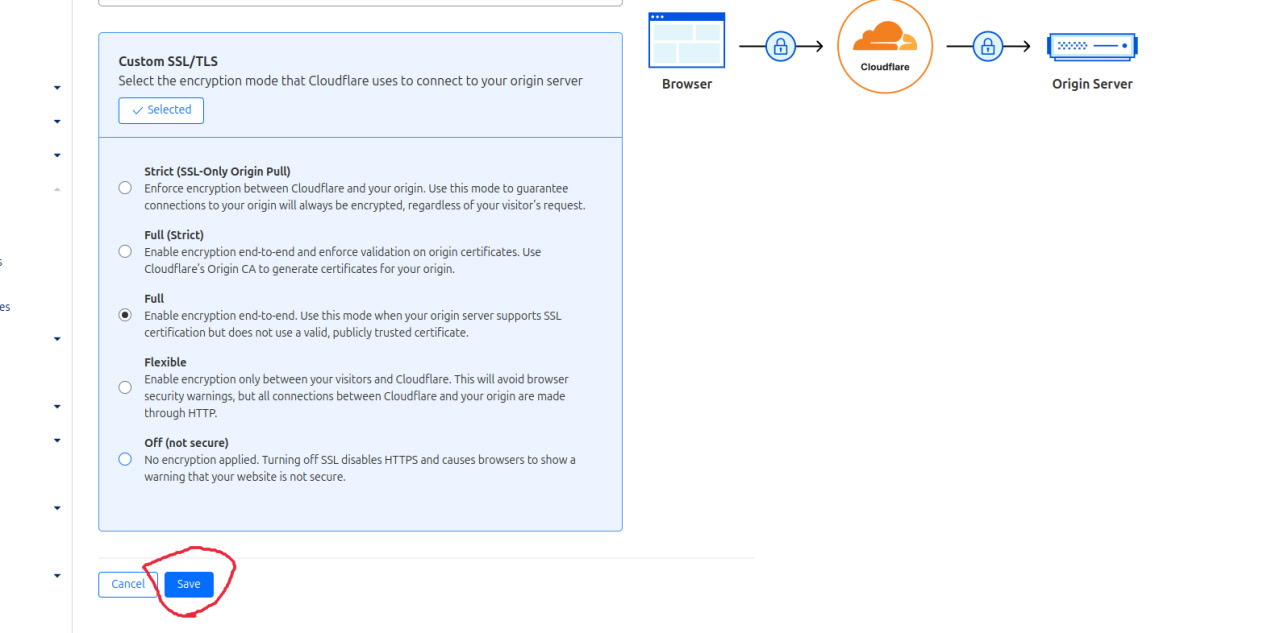 Custom SSL/TLS
Select the encryption mode that Cloudflare uses to connect to your origin server
Selected
Strict (SSL-Only Origin Pull)
Enforce encryption between Cloudflare and your origin. Use this mode to guarantee
connections to your origin will always be encrypted, regardless of your visitor's request.
Full (Strict)
Enable encryption end-to-end and enforce validation on origin certificates. Use
Cloudflare's Origin CA to generate certificates for your origin.
Full
Enable encryption end-to-end. Use this mode when your origin server supports SSL
certification but does not use a valid, publicly trusted certificate.
Flexible
Enable encryption only between your visitors and Cloudflare. This will avoid browser
security warnings, but all connections between Cloudflare and your origin are made
through HTTP.
Off (not secure)
No encryption applied. Turning off SSL disables HTTPS and causes browsers to show a
warning that your website is not secure.
Cancel Save
Cloudflare
Browser
Origin Server